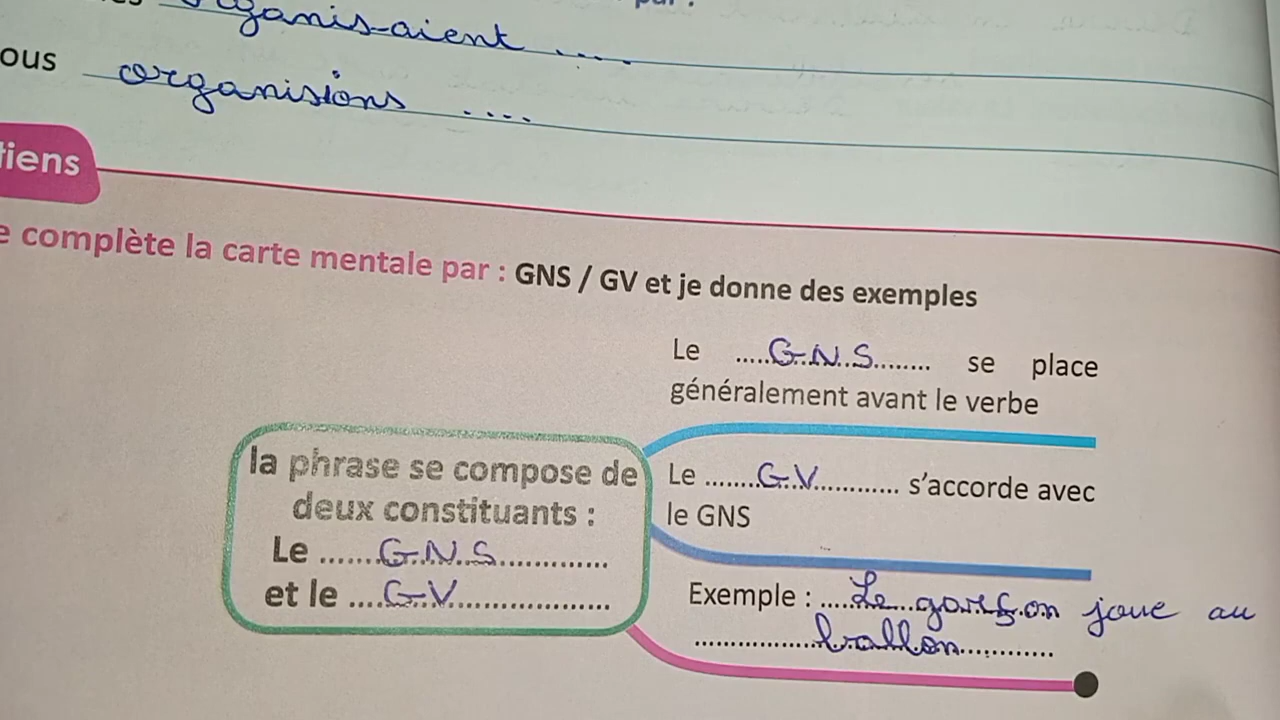 organis-aient ....
ous organisions ....
tiens
e complète la carte mentale par : GNS / GV et je donne des exemples
Le .....G.N.S........ se place
généralement avant le verbe
la phrase se compose de
deux constituants :
Le .......G.N.S..............
et le ....G.V....................
Le ........G.V............ s'accorde avec
le GNS
Exemple : ......Le garçon joue au
..................ballon.............